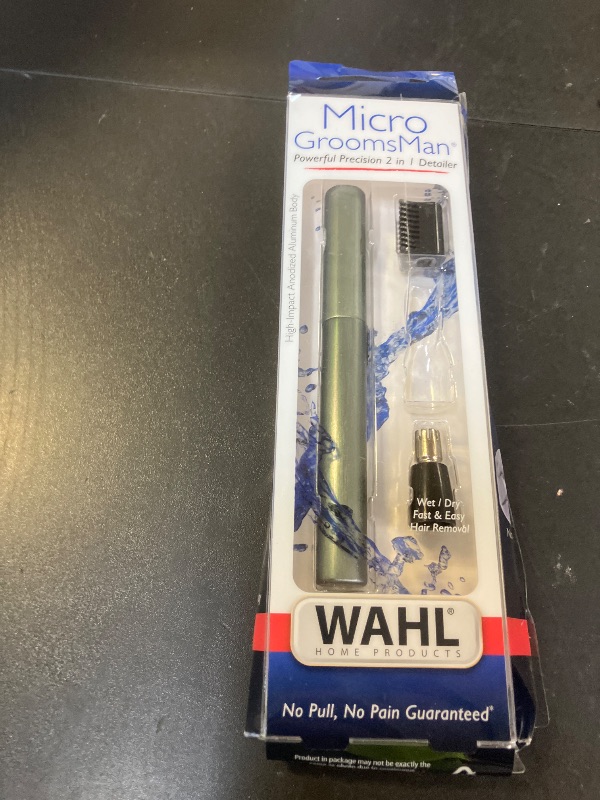 Micro
GroomsMan®
Powerful Precision 2 in 1 Detailer
High-Impact Anodized Aluminum Body
Wet / Dry
Fast & Easy
Hair Removal
WAHL®
HOME PRODUCTS
No Pull, No Pain Guaranteed*
Product in package may not be exactly the